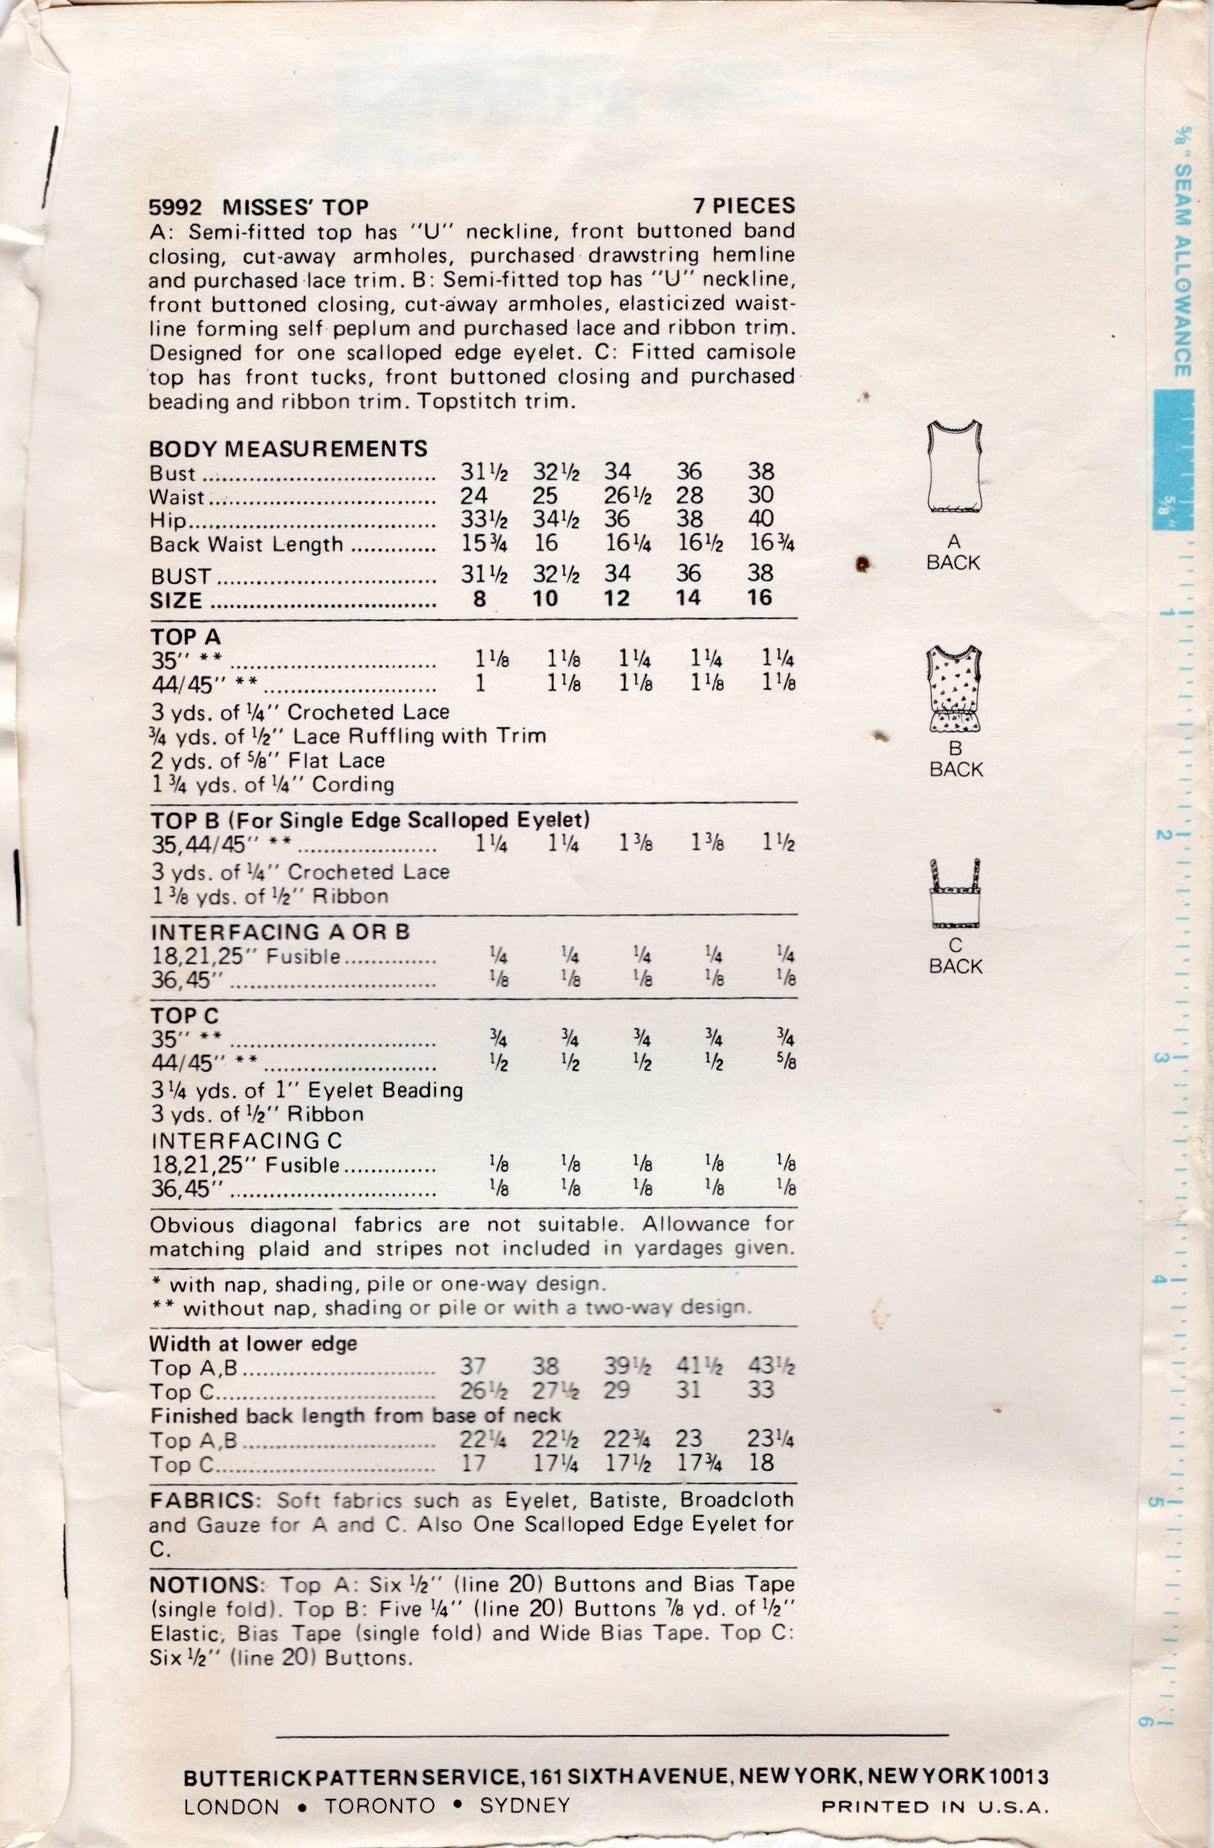 5992 MISSES' TOP 7 PIECES
A: Semi-fitted top has "U" neckline, front buttoned band
closing, cut-away armholes, purchased drawstring hemline
and purchased lace trim. B: Semi-fitted top has "U" neckline,
front buttoned closing, cut-away armholes, elasticized waist-
line forming self peplum and purchased lace and ribbon trim.
Designed for one scalloped edge eyelet. C: Fitted camisole
top has front tucks, front buttoned closing and purchased
beading and ribbon trim. Topstitch trim.
BODY MEASUREMENTS
Bust ................................. 31½ 32½ 34 36 38
Waist ................................ 24 25 26½ 28 30
Hip ................................... 33½ 34½ 36 38 40
Back Waist Length ............. 15¾ 16 16¼ 16½ 16¾
BUST ............................... 31½ 32½ 34 36 38
SIZE ................................ 8 10 12 14 16
TOP A
35" ** ............................. 1⅛ 1⅛ 1¼ 1¼ 1¼
44/45" ** ......................... 1 1⅛ 1⅛ 1⅛ 1⅛
3 yds. of ¼" Crocheted Lace
¾ yds. of ½" Lace Ruffling with Trim
2 yds. of ⅝" Flat Lace
1¾ yds. of ¼" Cording
TOP B (For Single Edge Scalloped Eyelet)
35,44/45" ** .................... 1¼ 1¼ 1⅜ 1⅜ 1½
3 yds. of ¼" Crocheted Lace
1⅜ yds. of ½" Ribbon
INTERFACING A OR B
18,21,25" Fusible .............. ¼ ¼ ¼ ¼ ¼
36,45" .............................. ⅛ ⅛ ⅛ ⅛ ⅛
TOP C
35" ** .............................. ¾ ¾ ¾ ¾ ¾
44/45" ** ......................... ½ ½ ½ ½ ⅝
3¼ yds. of 1" Eyelet Beading
3 yds. of ½" Ribbon
INTERFACING C
18,21,25" Fusible .............. ⅛ ⅛ ⅛ ⅛ ⅛
36,45" .............................. ⅛ ⅛ ⅛ ⅛ ⅛
Obvious diagonal fabrics are not suitable. Allowance for
matching plaid and stripes not included in yardages given.
* with nap, shading, pile or one-way design.
** without nap, shading or pile or with a two-way design.
Width at lower edge
Top A,B ............................ 37 38 39½ 41½ 43½
Top C ................................ 26½ 27½ 29 31 33
Finished back length from base of neck
Top A,B ............................ 22¼ 22½ 22¾ 23 23¼
Top C ................................ 17 17¼ 17½ 17¾ 18
FABRICS: Soft fabrics such as Eyelet, Batiste, Broadcloth
and Gauze for A and C. Also One Scalloped Edge Eyelet for
C.
NOTIONS: Top A: Six ½" (line 20) Buttons and Bias Tape
(single fold). Top B: Five ¼" (line 20) Buttons ⅞ yd. of ½"
Elastic, Bias Tape (single fold) and Wide Bias Tape. Top C:
Six ½" (line 20) Buttons.
BUTTERICK PATTERN SERVICE, 161 SIXTH AVENUE, NEW YORK, NEW YORK 10013
LONDON • TORONTO • SYDNEY PRINTED IN U.S.A.
A
BACK
B
BACK
C
BACK
⅝" SEAM ALLOWANCE
⅝"
1
2
3
4
5
6